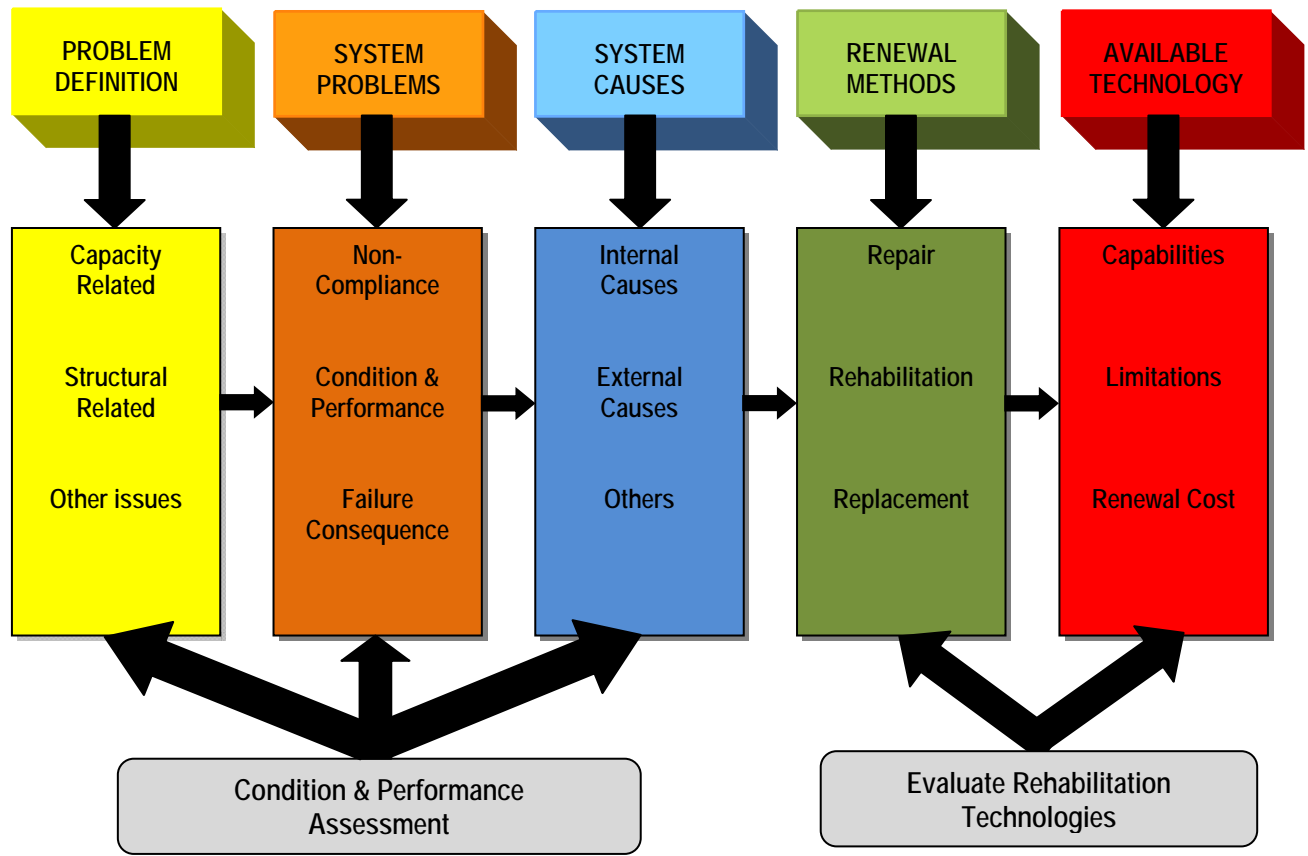 PROBLEM
DEFINITION
SYSTEM
PROBLEMS
SYSTEM
CAUSES
RENEWAL
METHODS
AVAILABLE
TECHNOLOGY
Capacity
Related
Structural
Related
Other issues
Non-
Compliance
Condition &
Performance
Failure
Consequence
Internal
Causes
External
Causes
Others
Repair
Rehabilitation
Replacement
Capabilities
Limitations
Renewal Cost
Condition & Performance
Assessment
Evaluate Rehabilitation
Technologies